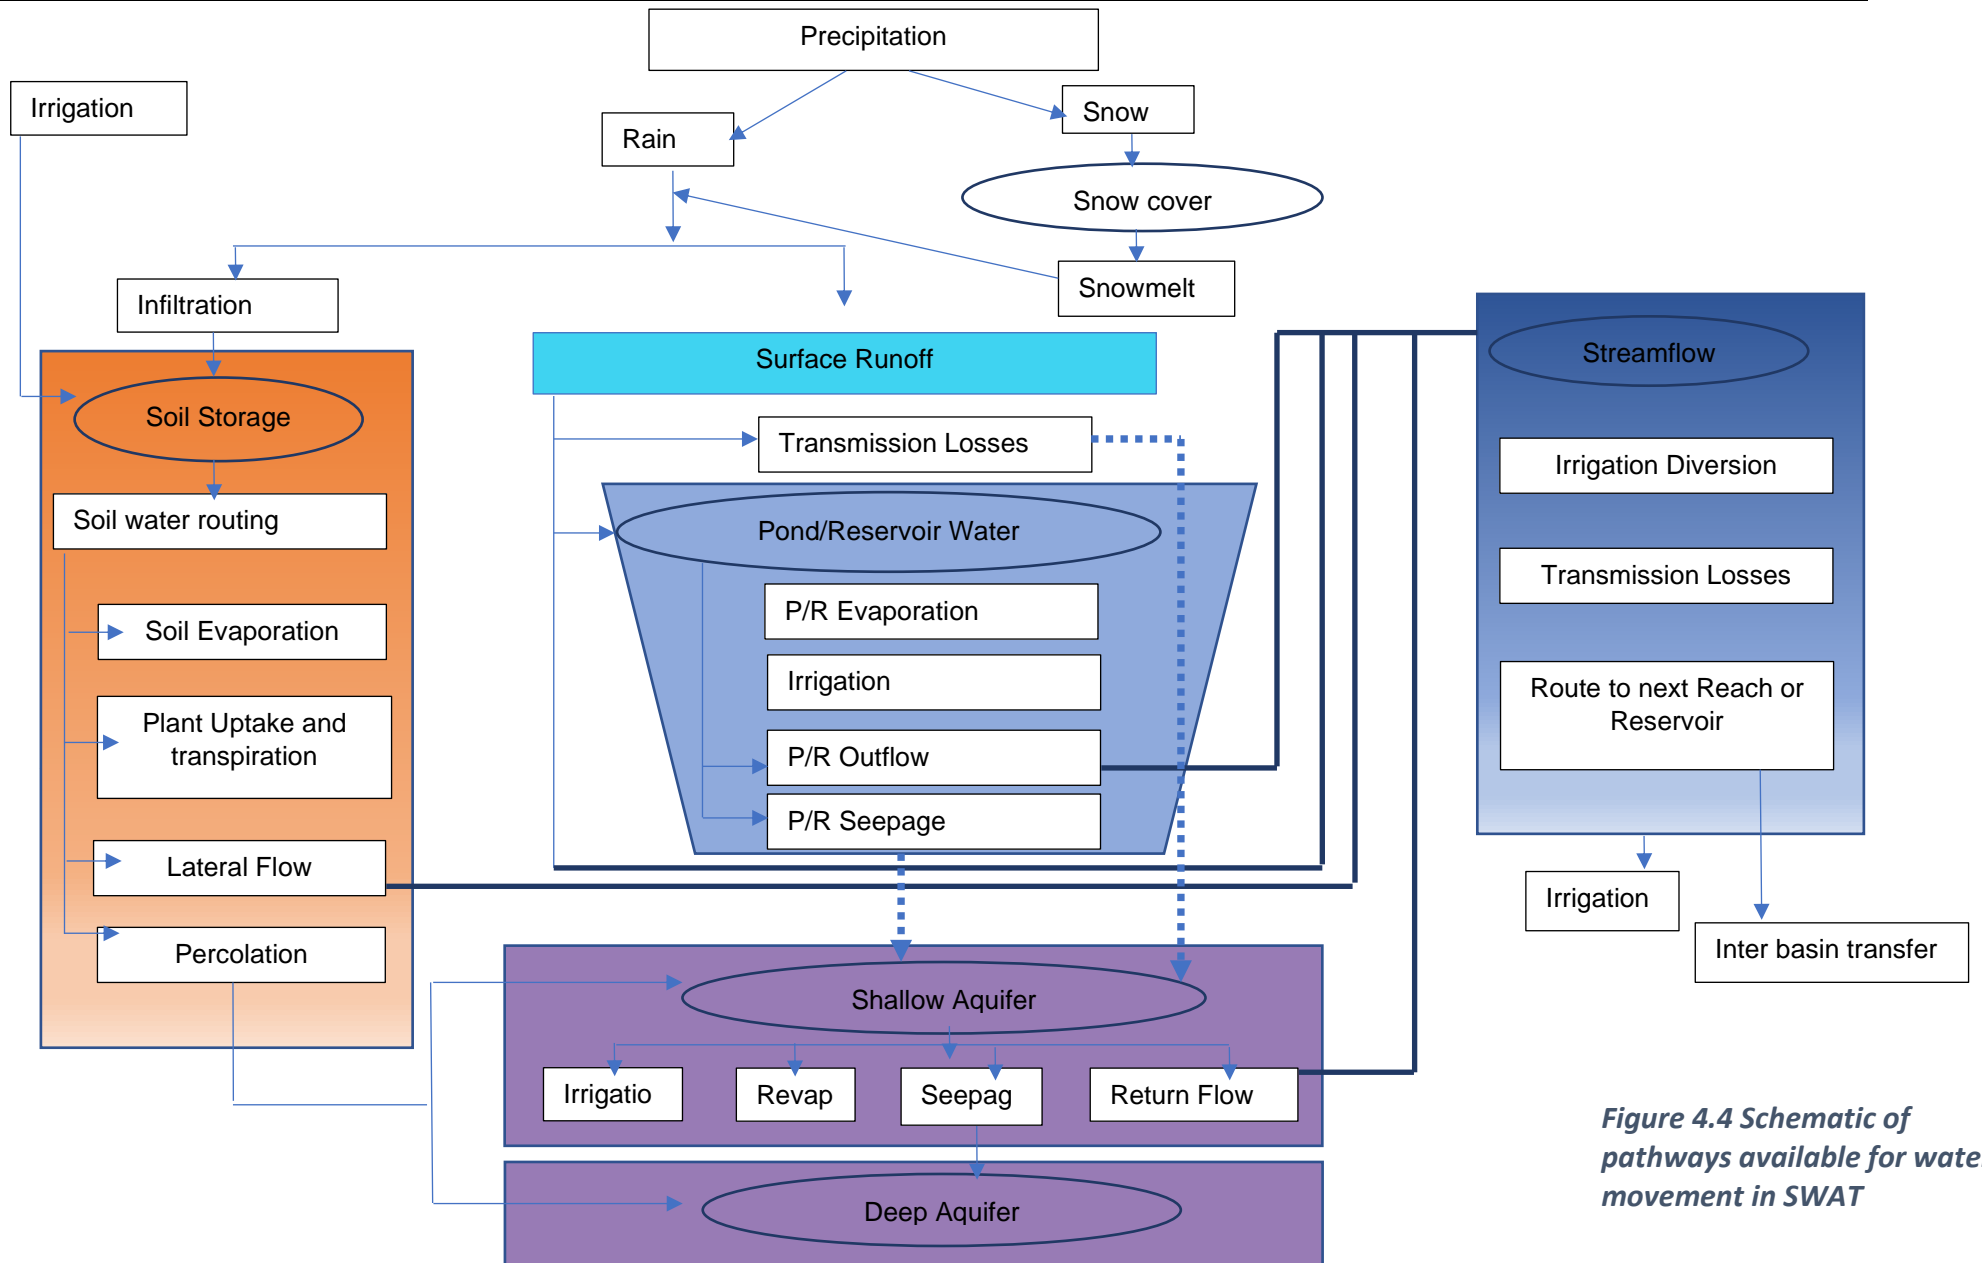 Precipitation
Irrigation
Snow
Rain
Snow cover
Snowmelt
Infiltration
Surface Runoff
Streamflow
Soil Storage
Transmission Losses
Irrigation Diversion
Soil water routing
Pond/Reservoir Water
Transmission Losses
Soil Evaporation
P/R Evaporation
Irrigation
Route to next Reach or
Reservoir
Plant Uptake and
transpiration
P/R Outflow
P/R Seepage
Lateral Flow
Irrigation
Percolation
Inter basin transfer
Shallow Aquifer
Irrigatio
Revap
Seepag
Return Flow
Deep Aquifer
Figure 4.4 Schematic of
pathways available for wate
movement in SWAT